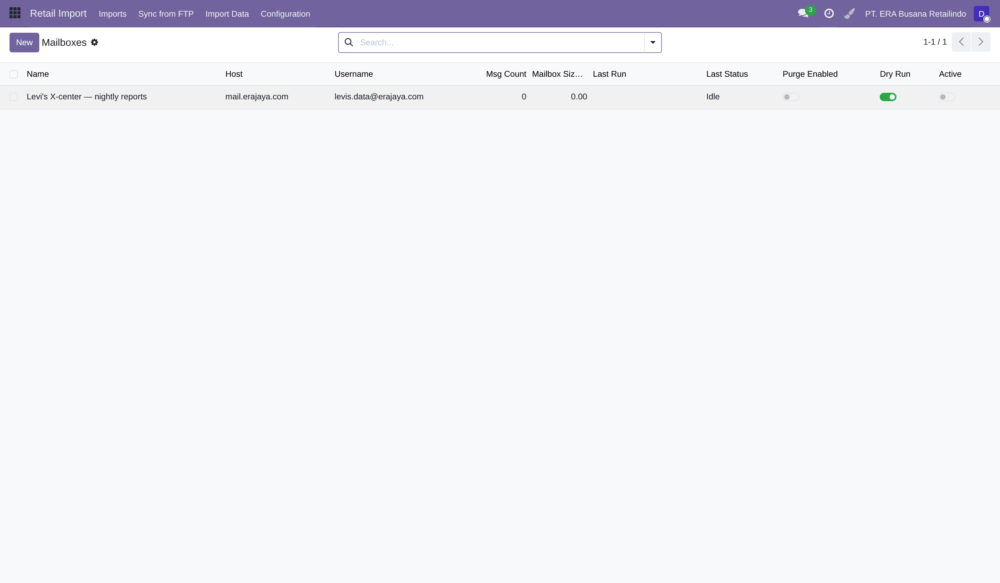 Retail Import Imports Sync from FTP Import Data Configuration 3 PT. ERA Busana Retailindo D
New Mailboxes Search... 1-1 / 1
Name Host Username Msg Count Mailbox Siz... Last Run Last Status Purge Enabled Dry Run Active
Levi's X-center — nightly reports mail.erajaya.com levis.data@erajaya.com 0 0.00 Idle